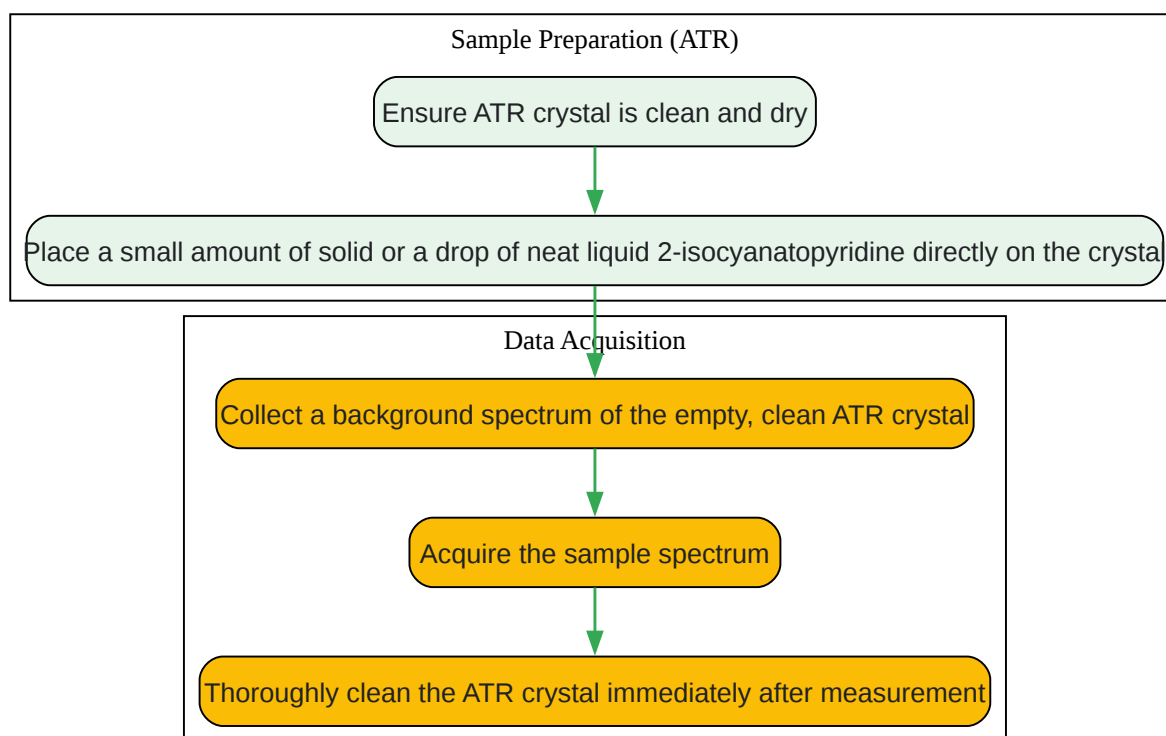 Sample Preparation (ATR)
Ensure ATR crystal is clean and dry
Place a small amount of solid or a drop of neat liquid 2-isocyanatopyridine directly on the crystal
Data Acquisition
Collect a background spectrum of the empty, clean ATR crystal
Acquire the sample spectrum
Thoroughly clean the ATR crystal immediately after measurement